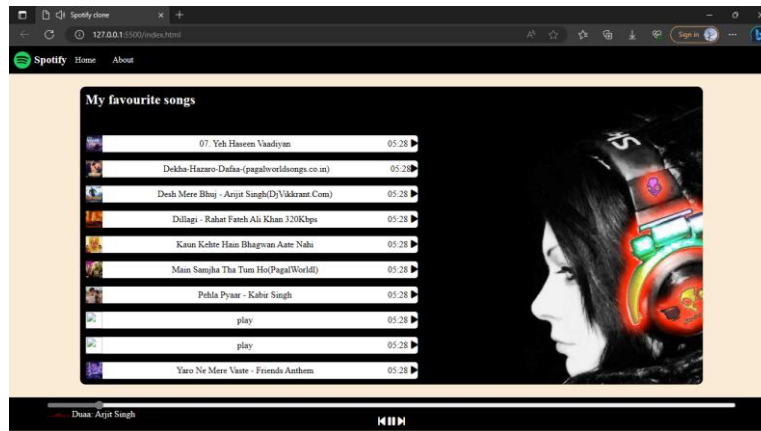 Spotify clone
127.0.0.1:5500/index.html
Sign in
Spotify Home About
My favourite songs
07. Yeh Haseen Vaadiyan 05:28
Dekha-Hazaro-Dafaa-(pagalworldsongs.co.in) 05:28
Desh Mere Bhuj - Arijit Singh(DjVikkrant.Com) 05:28
Dillagi - Rahat Fateh Ali Khan 320Kbps 05:28
Kaun Kehte Hain Bhagwan Aate Nahi 05:28
Main Samjha Tha Tum Ho(PagalWorldl) 05:28
Pehla Pyaar - Kabir Singh 05:28
play 05:28
play 05:28
Yaro Ne Mere Vaste - Friends Anthem 05:28
Duaa: Arjit Singh